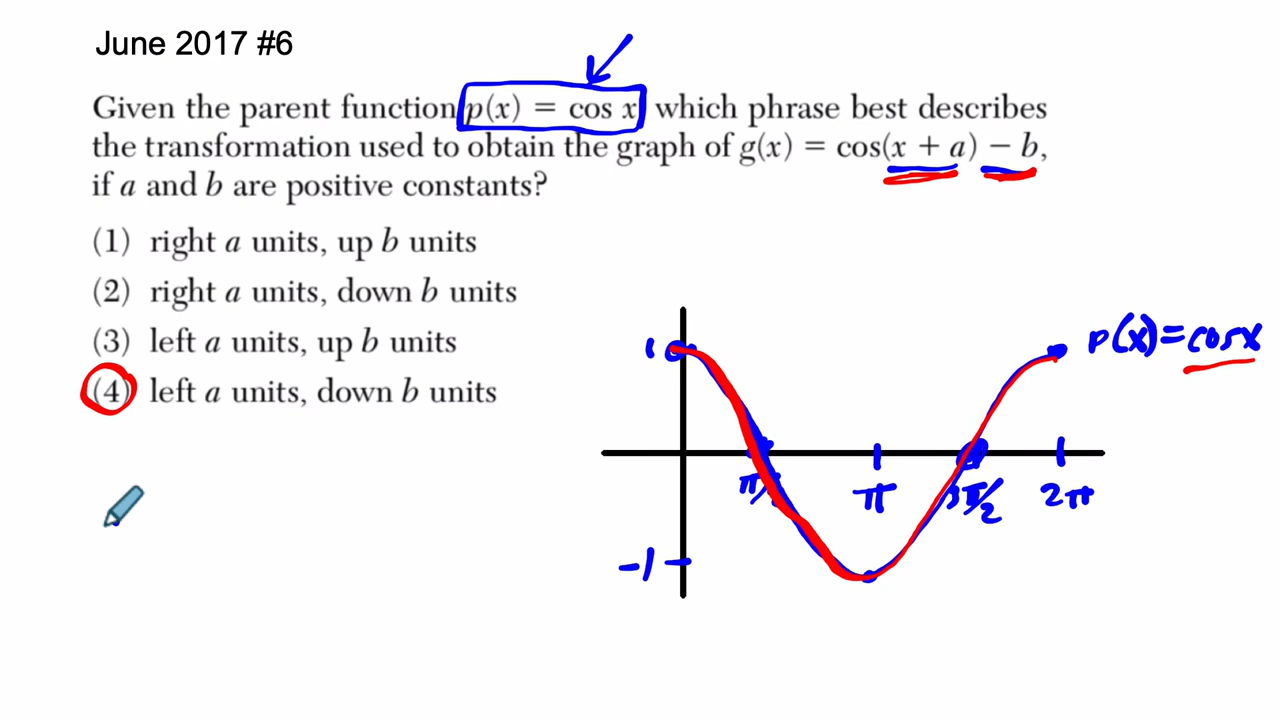 June 2017 #6
Given the parent function p(x) = cos x, which phrase best describes
the transformation used to obtain the graph of g(x) = cos(x + a) − b,
if a and b are positive constants?
(1) right a units, up b units
(2) right a units, down b units
(3) left a units, up b units
(4) left a units, down b units
1
p(x)=cosx
π/
π
3π/2
2π
-1